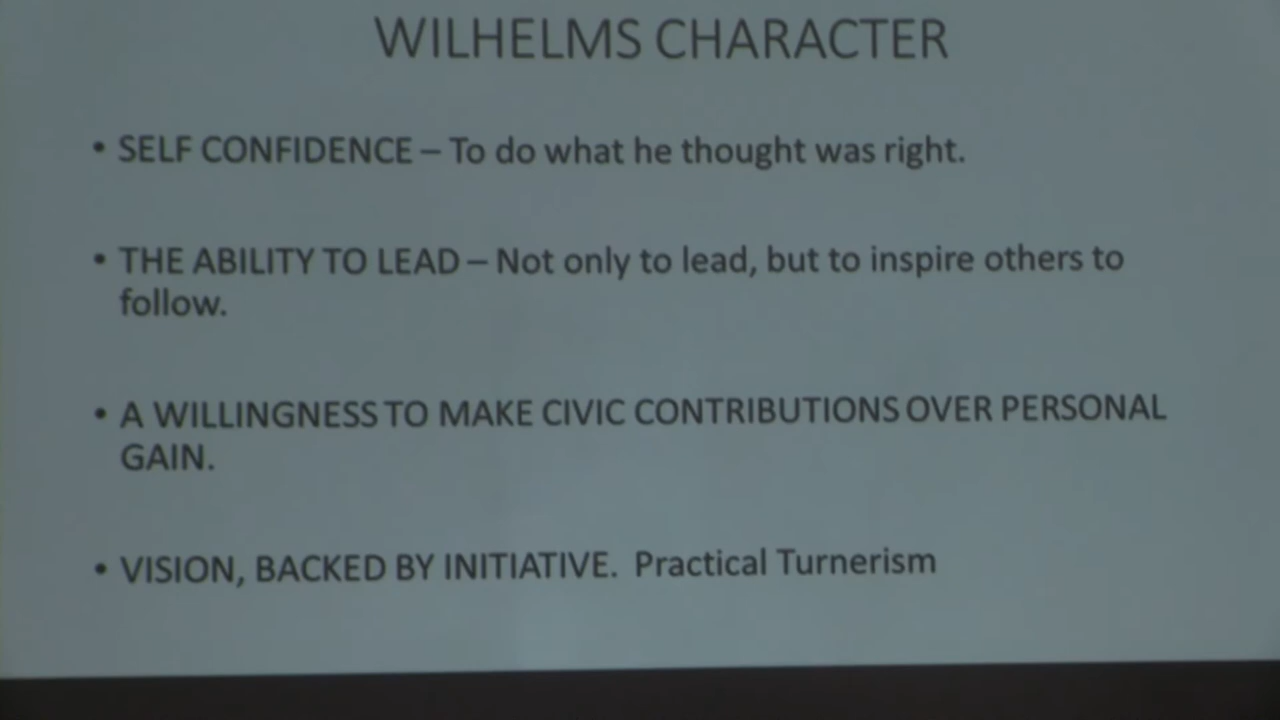 WILHELMS CHARACTER
• SELF CONFIDENCE – To do what he thought was right.
• THE ABILITY TO LEAD – Not only to lead, but to inspire others to
follow.
• A WILLINGNESS TO MAKE CIVIC CONTRIBUTIONS OVER PERSONAL
GAIN.
• VISION, BACKED BY INITIATIVE. Practical Turnerism